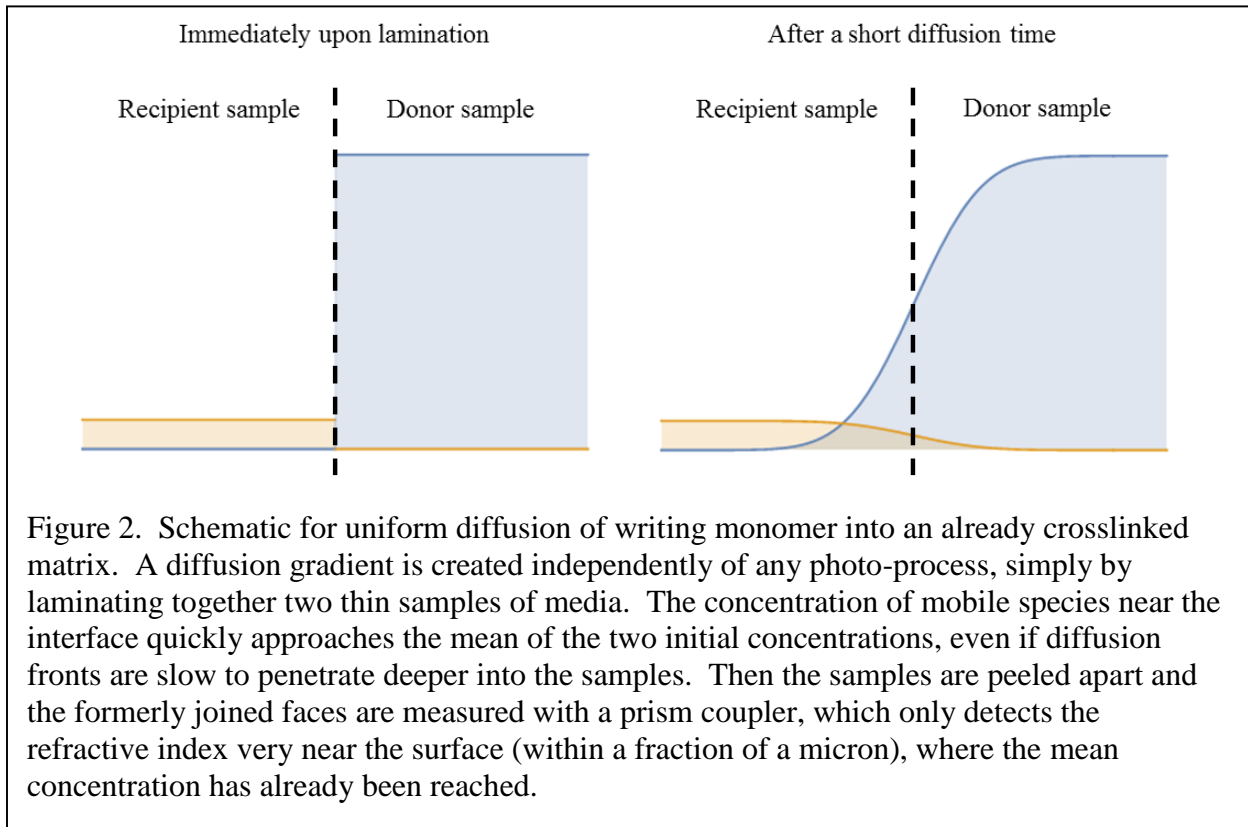 Immediately upon lamination
After a short diffusion time
Recipient sample
Donor sample
Recipient sample
Donor sample
Figure 2.  Schematic for uniform diffusion of writing monomer into an already crosslinked
matrix.  A diffusion gradient is created independently of any photo-process, simply by
laminating together two thin samples of media.  The concentration of mobile species near the
interface quickly approaches the mean of the two initial concentrations, even if diffusion
fronts are slow to penetrate deeper into the samples.  Then the samples are peeled apart and
the formerly joined faces are measured with a prism coupler, which only detects the
refractive index very near the surface (within a fraction of a micron), where the mean
concentration has already been reached.